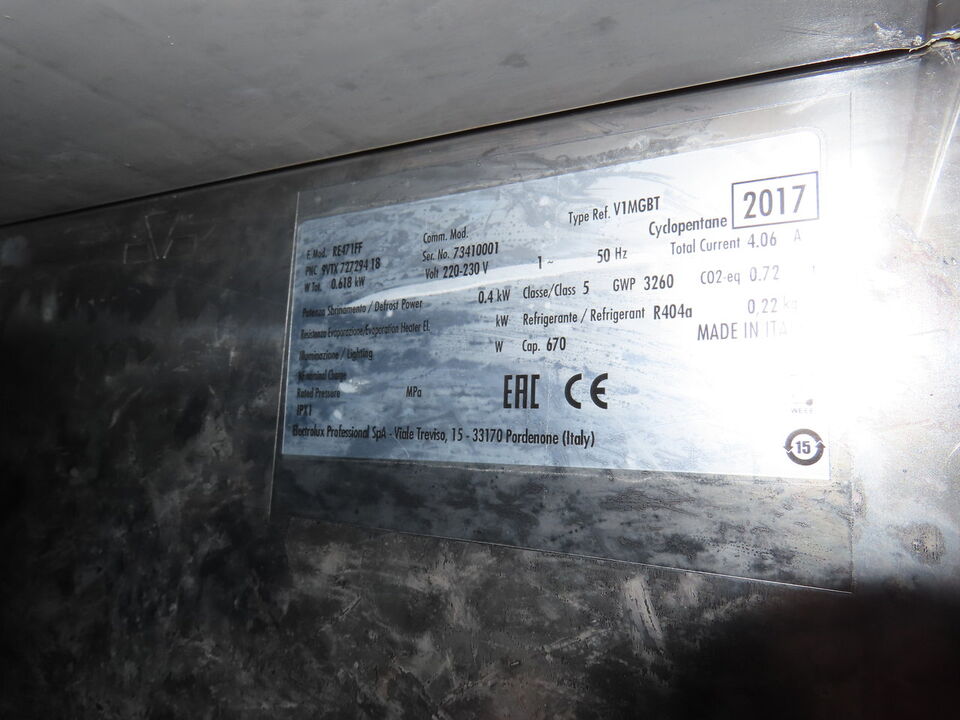 F. Mod. RE471FF Comm. Mod. Type Ref. V1MGBT Cyclopentane 2017
PNC 9VTX 727294 18 Ser. No. 73410001
W Tot. 0.618 kW Volt 220-230 V 1~ 50 Hz Total Current 4.06 A
Potenza Sbrinamento / Defrost Power 0.4 kW Classe/Class 5 GWP 3260 CO2-eq 0.72
Resistenza Evaporazione/Evaporation Heater El. kW Refrigerante / Refrigerant R404a 0,22 kg
Illuminazione / Lighting W Cap. 670 MADE IN ITA
nominal Charge
Rated Pressure MPa EAC CE
IPX1 WEEE
Electrolux Professional SpA - Viale Treviso, 15 - 33170 Pordenone (Italy) 15